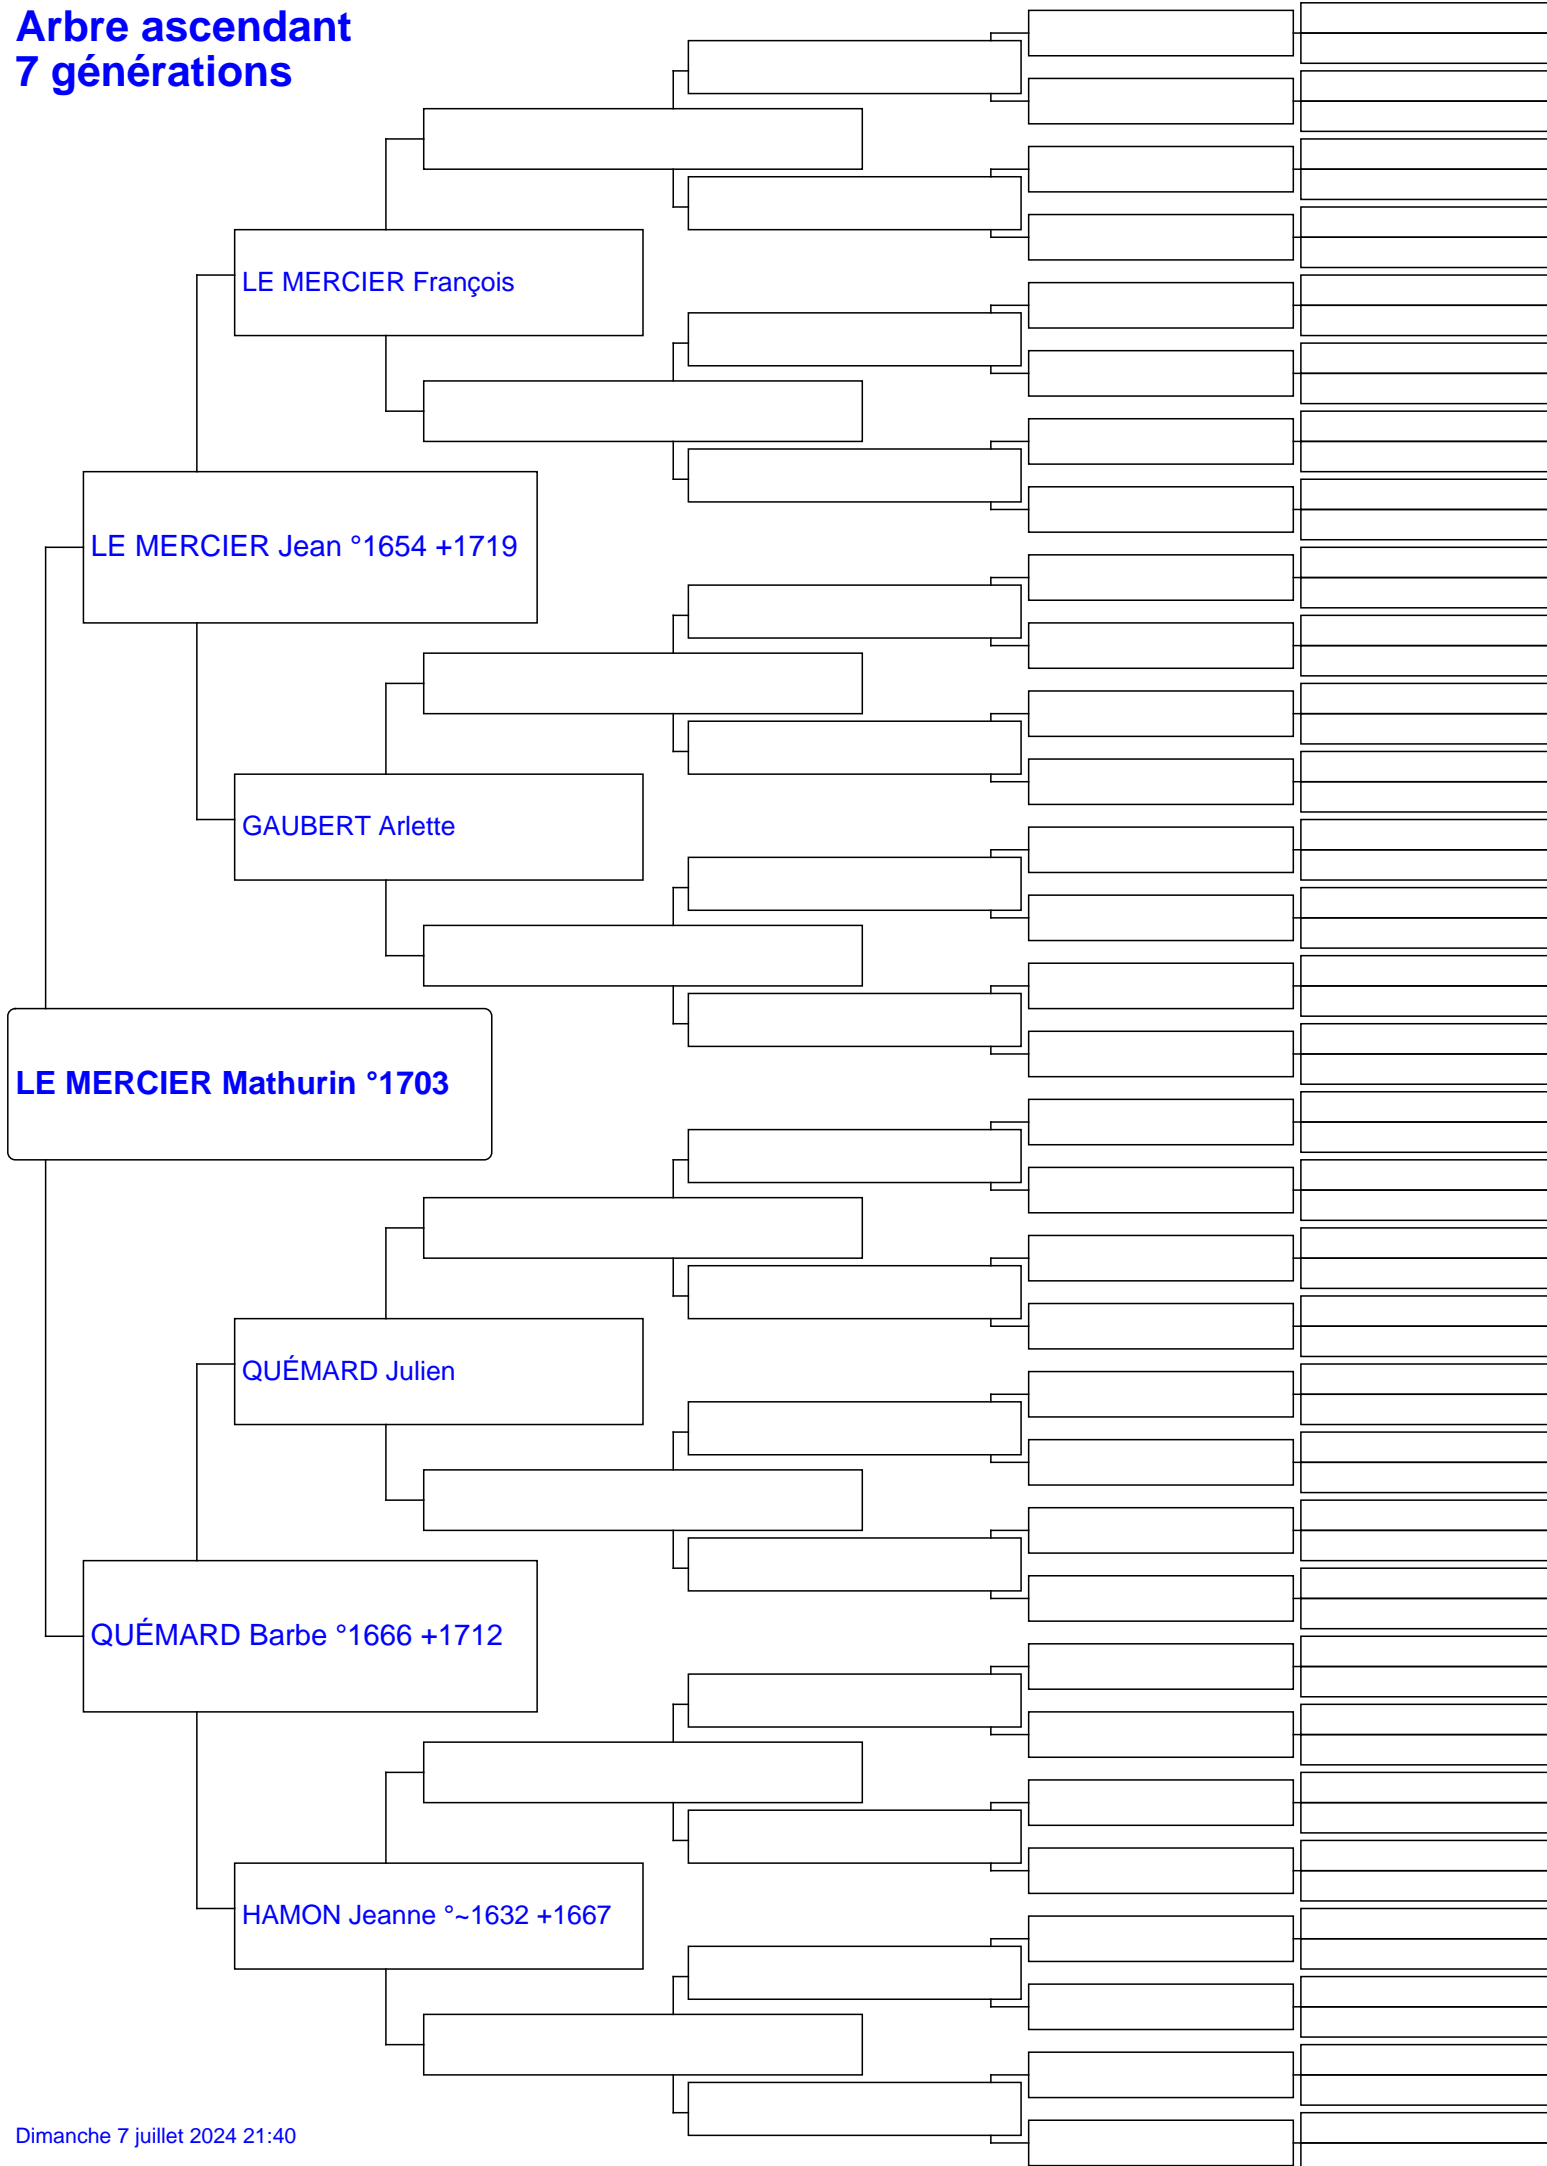 Arbre ascendant
7 générations
LE MERCIER François
LE MERCIER Jean °1654 +1719
GAUBERT Arlette
LE MERCIER Mathurin °1703
QUÉMARD Julien
QUÉMARD Barbe °1666 +1712
HAMON Jeanne °~1632 +1667
Dimanche 7 juillet 2024 21:40